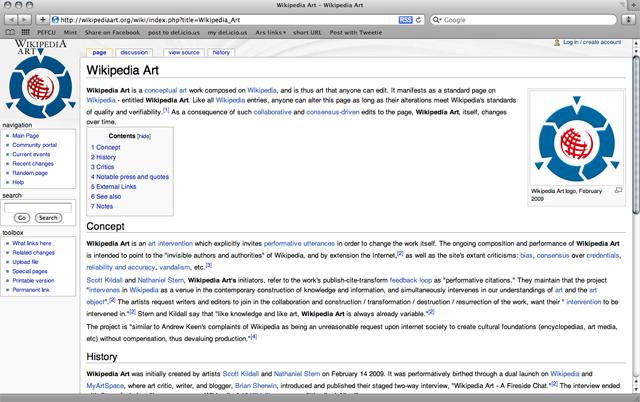 Wikipedia Art – Wikipedia Art
http://wikipediaart.org/wiki/index.php?title=Wikipedia_Art RSS Google
PEFCU Mint Share on Facebook post to del.icio.us my del.icio.us Ars links short URL Post with Tweetie
Log in / create account
WIKIPEDIA
ART
page discussion view source history
navigation
Main Page
Community portal
Current events
Recent changes
Random page
Help
search
Go Search
toolbox
What links here
Related changes
Upload file
Special pages
Printable version
Permanent link
Wikipedia Art
Wikipedia Art is a conceptual art work composed on Wikipedia, and is thus art that anyone can edit. It manifests as a standard page on
Wikipedia - entitled Wikipedia Art. Like all Wikipedia entries, anyone can alter this page as long as their alterations meet Wikipedia's standards
of quality and verifiability.[1] As a consequence of such collaborative and consensus-driven edits to the page, Wikipedia Art, itself, changes
over time.
Wikipedia Art logo, February
2009
Contents [hide]
1 Concept
2 History
3 Critics
4 Notable press and quotes
5 External Links
6 See also
7 Notes
Concept
Wikipedia Art is an art intervention which explicitly invites performative utterances in order to change the work itself. The ongoing composition and performance of Wikipedia Art
is intended to point to the "invisible authors and authorities" of Wikipedia, and by extension the Internet,[2] as well as the site's extant criticisms: bias, consensus over credentials,
reliability and accuracy, vandalism, etc.[3]
Scott Kildall and Nathaniel Stern, Wikipedia Art's initiators, refer to the work's publish-cite-transform feedback loop as "performative citations." They maintain that the project
"intervenes in Wikipedia as a venue in the contemporary construction of knowledge and information, and simultaneously intervenes in our understandings of art and the art
object".[2] The artists request writers and editors to join in the collaboration and construction / transformation / destruction / resurrection of the work, want their " intervention to
be intervened in."[2] Stern and Kildall say that "like knowledge and like art, Wikipedia Art is always already variable."[2]
The project is "similar to Andrew Keen's complaints of Wikipedia as being an unreasonable request upon internet society to create cultural foundations (encyclopedias, art media,
etc) without compensation, thus devaluing production."[4]
History
Wikipedia Art was initially created by artists Scott Kildall and Nathaniel Stern on February 14 2009. It was performatively birthed through a dual launch on Wikipedia and
MyArtSpace, where art critic, writer, and blogger, Brian Sherwin, introduced and published their staged two-way interview, "Wikipedia Art - A Fireside Chat."[2] The interview ended